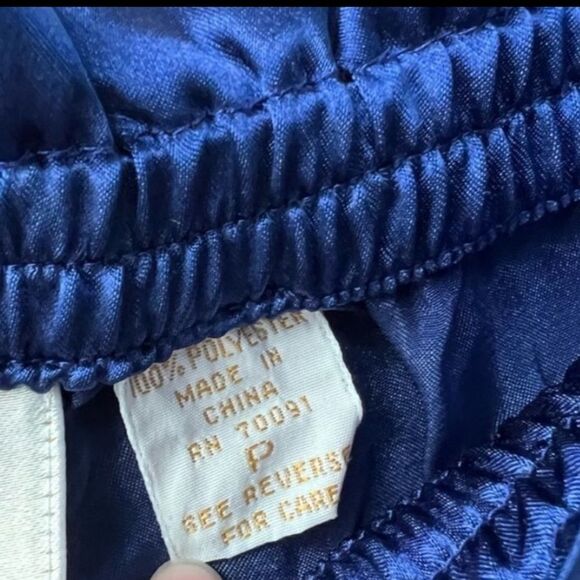 100% POLYESTER
MADE IN
CHINA
RN 70091
P
SEE REVERSE
FOR CARE